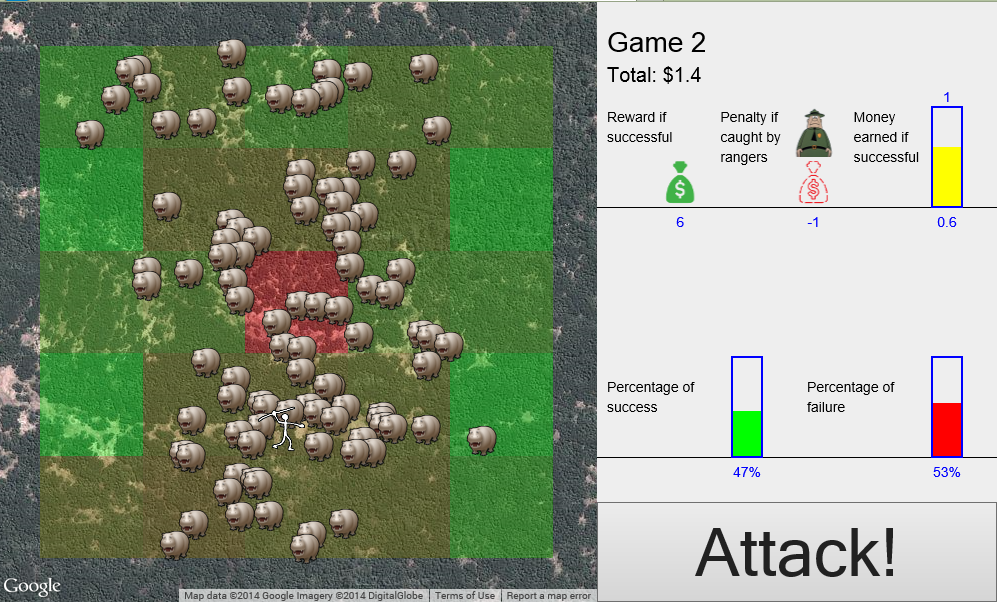 Game 2
Total: $1.4
Reward if
successful
Penalty if
caught by
rangers
Money
earned if
successful
1
$
$
6
-1
0.6
Percentage of
success
Percentage of
failure
47%
53%
Attack!
Google
Map data ©2014 Google Imagery ©2014 DigitalGlobe
Terms of Use
Report a map error